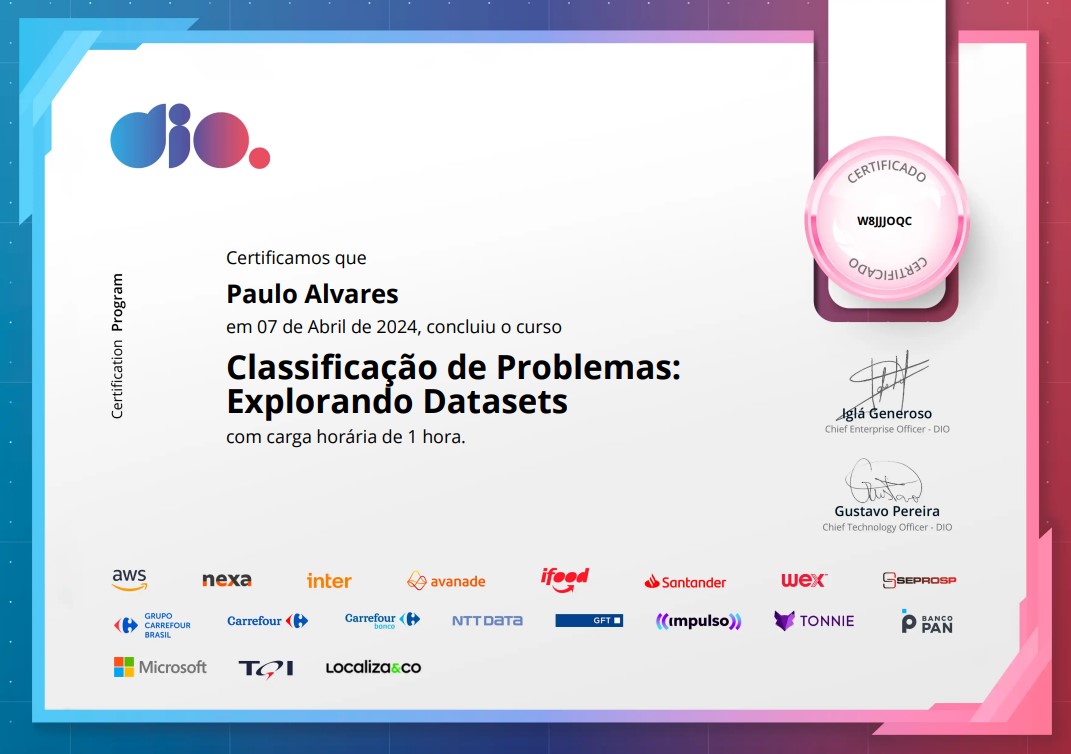 dio.
CERTIFICADO
W8JJJOQC
CERTIFICADO
Certification Program
Certificamos que
Paulo Alvares
em 07 de Abril de 2024, concluiu o curso
Classificação de Problemas:
Explorando Datasets
com carga horária de 1 hora.
Iglá Generoso
Chief Enterprise Officer - DIO
Gustavo Pereira
Chief Technology Officer - DIO
aws nexa inter avanade ifood Santander wex SEPROSP
GRUPO CARREFOUR BRASIL Carrefour Carrefour banco NTT DATA GFT impulso TONNIE BANCO PAN
Microsoft TQI Localiza&co